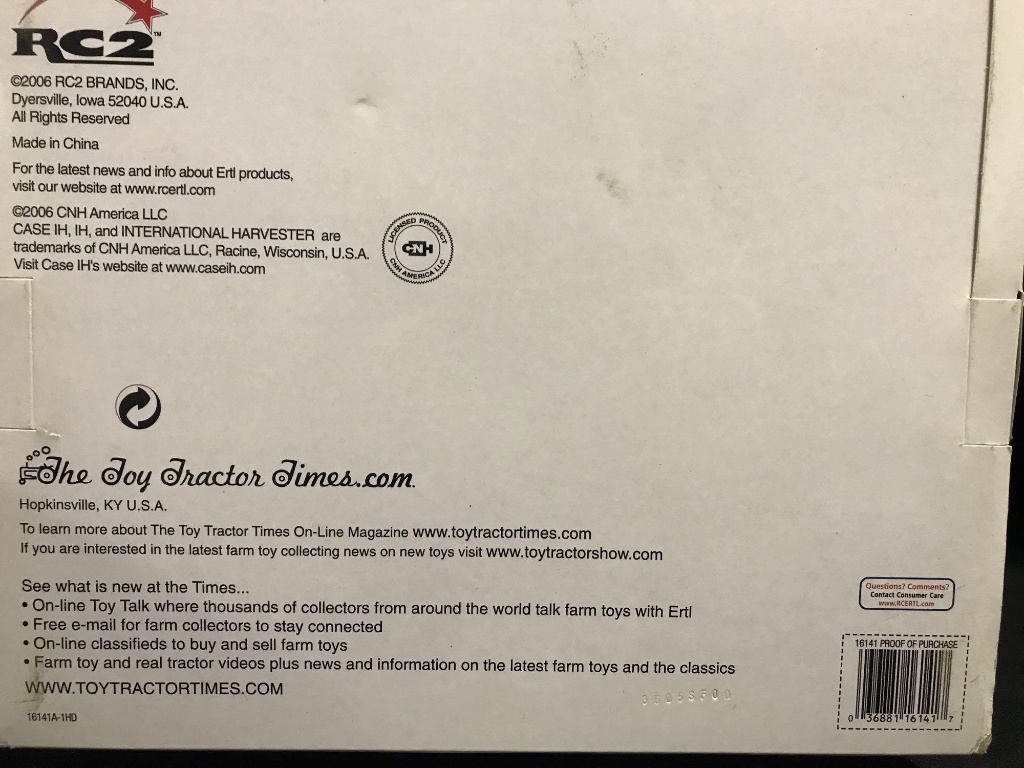 RC2™
©2006 RC2 BRANDS, INC.
Dyersville, Iowa 52040 U.S.A.
All Rights Reserved
Made in China
For the latest news and info about Ertl products,
visit our website at www.rcertl.com
©2006 CNH America LLC
CASE IH, IH, and INTERNATIONAL HARVESTER are
trademarks of CNH America LLC, Racine, Wisconsin, U.S.A.
Visit Case IH's website at www.caseih.com
LICENSED PRODUCT
CNH
CNH AMERICA LLC
The Toy Tractor Times.com.
Hopkinsville, KY U.S.A.
To learn more about The Toy Tractor Times On-Line Magazine www.toytractortimes.com
If you are interested in the latest farm toy collecting news on new toys visit www.toytractorshow.com
See what is new at the Times...
• On-line Toy Talk where thousands of collectors from around the world talk farm toys with Ertl
• Free e-mail for farm collectors to stay connected
• On-line classifieds to buy and sell farm toys
• Farm toy and real tractor videos plus news and information on the latest farm toys and the classics
WWW.TOYTRACTORTIMES.COM
16141A-1HD
Questions? Comments?
Contact Consumer Care
www.RCERTL.com
16141 PROOF OF PURCHASE
0 36881 16141 7